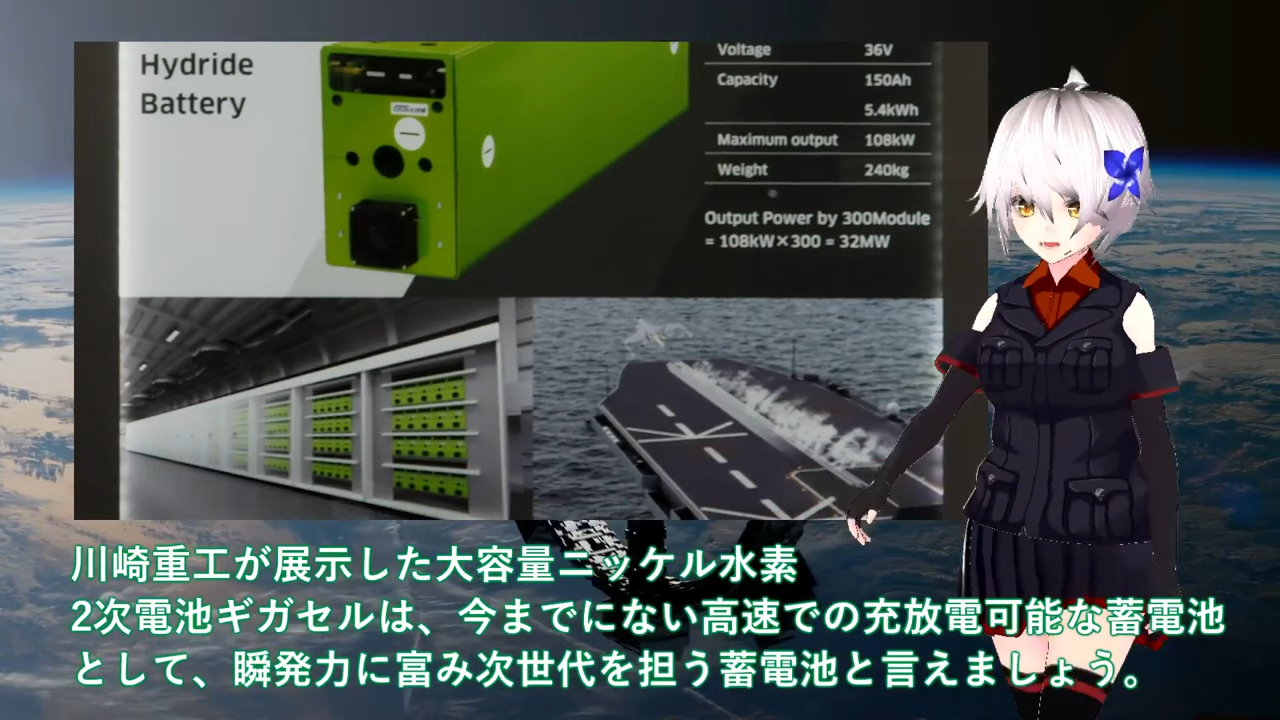 Hydride
Battery
Voltage 36V
Capacity 150Ah
5.4kWh
Maximum output 108kW
Weight 240kg
Output Power by 300Module
= 108kW×300 = 32MW
川崎重工が展示した大容量ニッケル水素
2次電池ギガセルは、今までにない高速での充放電可能な蓄電池
として、瞬発力に富み次世代を担う蓄電池と言えましょう。